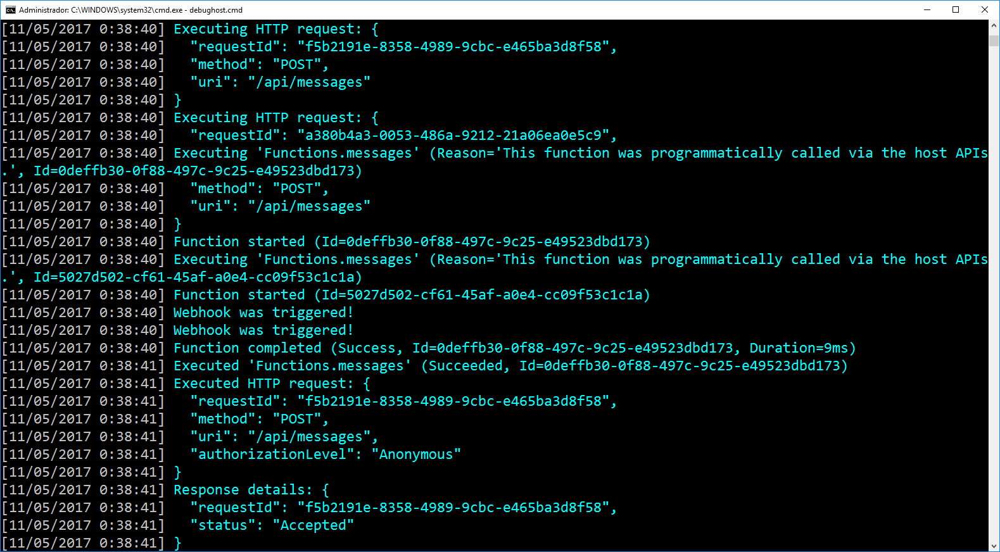 Administrador: C:\WINDOWS\system32\cmd.exe - debughost.cmd
[11/05/2017 0:38:40] Executing HTTP request: {
[11/05/2017 0:38:40]   "requestId": "f5b2191e-8358-4989-9cbc-e465ba3d8f58",
[11/05/2017 0:38:40]   "method": "POST",
[11/05/2017 0:38:40]   "uri": "/api/messages"
[11/05/2017 0:38:40] }
[11/05/2017 0:38:40] Executing HTTP request: {
[11/05/2017 0:38:40]   "requestId": "a380b4a3-0053-486a-9212-21a06ea0e5c9",
[11/05/2017 0:38:40] Executing 'Functions.messages' (Reason='This function was programmatically called via the host APIs
.', Id=0deffb30-0f88-497c-9c25-e49523dbd173)
[11/05/2017 0:38:40]   "method": "POST",
[11/05/2017 0:38:40]   "uri": "/api/messages"
[11/05/2017 0:38:40] }
[11/05/2017 0:38:40] Function started (Id=0deffb30-0f88-497c-9c25-e49523dbd173)
[11/05/2017 0:38:40] Executing 'Functions.messages' (Reason='This function was programmatically called via the host APIs
.', Id=5027d502-cf61-45af-a0e4-cc09f53c1c1a)
[11/05/2017 0:38:40] Function started (Id=5027d502-cf61-45af-a0e4-cc09f53c1c1a)
[11/05/2017 0:38:40] Webhook was triggered!
[11/05/2017 0:38:40] Webhook was triggered!
[11/05/2017 0:38:40] Function completed (Success, Id=0deffb30-0f88-497c-9c25-e49523dbd173, Duration=9ms)
[11/05/2017 0:38:41] Executed 'Functions.messages' (Succeeded, Id=0deffb30-0f88-497c-9c25-e49523dbd173)
[11/05/2017 0:38:41] Executed HTTP request: {
[11/05/2017 0:38:41]   "requestId": "f5b2191e-8358-4989-9cbc-e465ba3d8f58",
[11/05/2017 0:38:41]   "method": "POST",
[11/05/2017 0:38:41]   "uri": "/api/messages",
[11/05/2017 0:38:41]   "authorizationLevel": "Anonymous"
[11/05/2017 0:38:41] }
[11/05/2017 0:38:41] Response details: {
[11/05/2017 0:38:41]   "requestId": "f5b2191e-8358-4989-9cbc-e465ba3d8f58",
[11/05/2017 0:38:41]   "status": "Accepted"
[11/05/2017 0:38:41] }